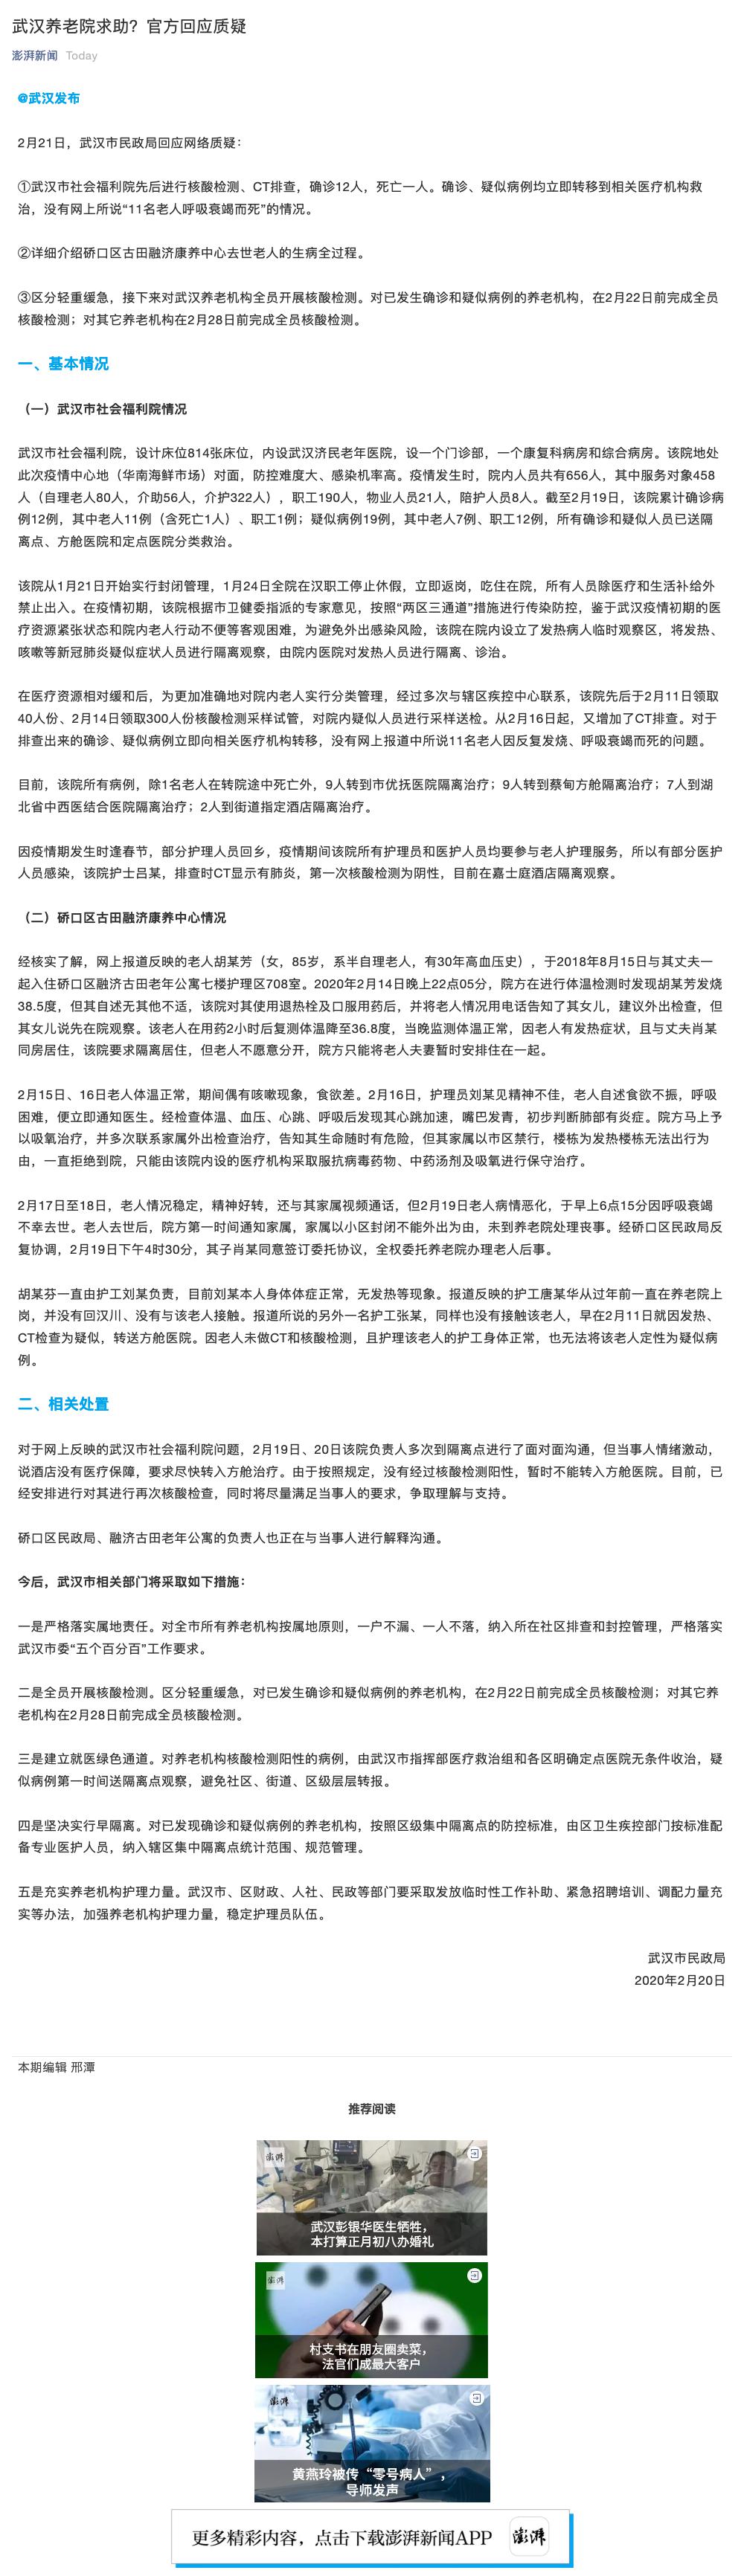 武汉养老院求助？官方回应质疑
澎湃新闻 Today
@武汉发布
2月21日，武汉市民政局回应网络质疑：
①武汉市社会福利院先后进行核酸检测、CT排查，确诊12人，死亡一人。确诊、疑似病例均立即转移到相关医疗机构救
治，没有网上所说“11名老人呼吸衰竭而死”的情况。
②详细介绍硚口区古田融济康养中心去世老人的生病全过程。
③区分轻重缓急，接下来对武汉养老机构全员开展核酸检测。对已发生确诊和疑似病例的养老机构，在2月22日前完成全员
核酸检测；对其它养老机构在2月28日前完成全员核酸检测。
一、基本情况
（一）武汉市社会福利院情况
武汉市社会福利院，设计床位814张床位，内设武汉济民老年医院，设一个门诊部，一个康复科病房和综合病房。该院地处
此次疫情中心地（华南海鲜市场）对面，防控难度大、感染机率高。疫情发生时，院内人员共有656人，其中服务对象458
人（自理老人80人，介助56人，介护322人），职工190人，物业人员21人，陪护人员8人。截至2月19日，该院累计确诊病
例12例，其中老人11例（含死亡1人）、职工1例；疑似病例19例，其中老人7例、职工12例，所有确诊和疑似人员已送隔
离点、方舱医院和定点医院分类救治。
该院从1月21日开始实行封闭管理，1月24日全院在汉职工停止休假，立即返岗，吃住在院，所有人员除医疗和生活补给外
禁止出入。在疫情初期，该院根据市卫健委指派的专家意见，按照“两区三通道”措施进行传染防控，鉴于武汉疫情初期的医
疗资源紧张状态和院内老人行动不便等客观困难，为避免外出感染风险，该院在院内设立了发热病人临时观察区，将发热、
咳嗽等新冠肺炎疑似症状人员进行隔离观察，由院内医院对发热人员进行隔离、诊治。
在医疗资源相对缓和后，为更加准确地对院内老人实行分类管理，经过多次与辖区疾控中心联系，该院先后于2月11日领取
40人份、2月14日领取300人份核酸检测采样试管，对院内疑似人员进行采样送检。从2月16日起，又增加了CT排查。对于
排查出来的确诊、疑似病例立即向相关医疗机构转移，没有网上报道中所说11名老人因反复发烧、呼吸衰竭而死的问题。
目前，该院所有病例，除1名老人在转院途中死亡外，9人转到市优抚医院隔离治疗；9人转到蔡甸方舱隔离治疗；7人到湖
北省中西医结合医院隔离治疗；2人到街道指定酒店隔离治疗。
因疫情期发生时逢春节，部分护理人员回乡，疫情期间该院所有护理员和医护人员均要参与老人护理服务，所以有部分医护
人员感染，该院护士吕某，排查时CT显示有肺炎，第一次核酸检测为阴性，目前在嘉士庭酒店隔离观察。
（二）硚口区古田融济康养中心情况
经核实了解，网上报道反映的老人胡某芳（女，85岁，系半自理老人，有30年高血压史），于2018年8月15日与其丈夫一
起入住硚口区融济古田老年公寓七楼护理区708室。2020年2月14日晚上22点05分，院方在进行体温检测时发现胡某芳发烧
38.5度，但其自述无其他不适，该院对其使用退热栓及口服用药后，并将老人情况用电话告知了其女儿，建议外出检查，但
其女儿说先在院观察。该老人在用药2小时后复测体温降至36.8度，当晚监测体温正常，因老人有发热症状，且与丈夫肖某
同房居住，该院要求隔离居住，但老人不愿意分开，院方只能将老人夫妻暂时安排住在一起。
2月15日、16日老人体温正常，期间偶有咳嗽现象，食欲差。2月16日，护理员刘某见精神不佳，老人自述食欲不振，呼吸
困难，便立即通知医生。经检查体温、血压、心跳、呼吸后发现其心跳加速，嘴巴发青，初步判断肺部有炎症。院方马上予
以吸氧治疗，并多次联系家属外出检查治疗，告知其生命随时有危险，但其家属以市区禁行，楼栋为发热楼栋无法出行为
由，一直拒绝到院，只能由该院内设的医疗机构采取服抗病毒药物、中药汤剂及吸氧进行保守治疗。
2月17日至18日，老人情况稳定，精神好转，还与其家属视频通话，但2月19日老人病情恶化，于早上6点15分因呼吸衰竭
不幸去世。老人去世后，院方第一时间通知家属，家属以小区封闭不能外出为由，未到养老院处理丧事。经硚口区民政局反
复协调，2月19日下午4时30分，其子肖某同意签订委托协议，全权委托养老院办理老人后事。
胡某芬一直由护工刘某负责，目前刘某本人身体体症正常，无发热等现象。报道反映的护工唐某华从过年前一直在养老院上
岗，并没有回汉川、没有与该老人接触。报道所说的另外一名护工张某，同样也没有接触该老人，早在2月11日就因发热、
CT检查为疑似，转送方舱医院。因老人未做CT和核酸检测，且护理该老人的护工身体正常，也无法将该老人定性为疑似病
例。
二、相关处置
对于网上反映的武汉市社会福利院问题，2月19日、20日该院负责人多次到隔离点进行了面对面沟通，但当事人情绪激动，
说酒店没有医疗保障，要求尽快转入方舱治疗。由于按照规定，没有经过核酸检测阳性，暂时不能转入方舱医院。目前，已
经安排进行对其进行再次核酸检查，同时将尽量满足当事人的要求，争取理解与支持。
硚口区民政局、融济古田老年公寓的负责人也正在与当事人进行解释沟通。
今后，武汉市相关部门将采取如下措施：
一是严格落实属地责任。对全市所有养老机构按属地原则，一户不漏、一人不落，纳入所在社区排查和封控管理，严格落实
武汉市委“五个百分百”工作要求。
二是全员开展核酸检测。区分轻重缓急，对已发生确诊和疑似病例的养老机构，在2月22日前完成全员核酸检测；对其它养
老机构在2月28日前完成全员核酸检测。
三是建立就医绿色通道。对养老机构核酸检测阳性的病例，由武汉市指挥部医疗救治组和各区明确定点医院无条件收治，疑
似病例第一时间送隔离点观察，避免社区、街道、区级层层转报。
四是坚决实行早隔离。对已发现确诊和疑似病例的养老机构，按照区级集中隔离点的防控标准，由区卫生疾控部门按标准配
备专业医护人员，纳入辖区集中隔离点统计范围、规范管理。
五是充实养老机构护理力量。武汉市、区财政、人社、民政等部门要采取发放临时性工作补助、紧急招聘培训、调配力量充
实等办法，加强养老机构护理力量，稳定护理员队伍。
武汉市民政局
2020年2月20日
本期编辑 邢潭
推荐阅读
澎湃
武汉彭银华医生牺牲，
本打算正月初八办婚礼
澎湃
村支书在朋友圈卖菜，
法官们成最大客户
澎湃
黄燕玲被传“零号病人”，
导师发声
更多精彩内容，点击下载澎湃新闻APP 澎湃